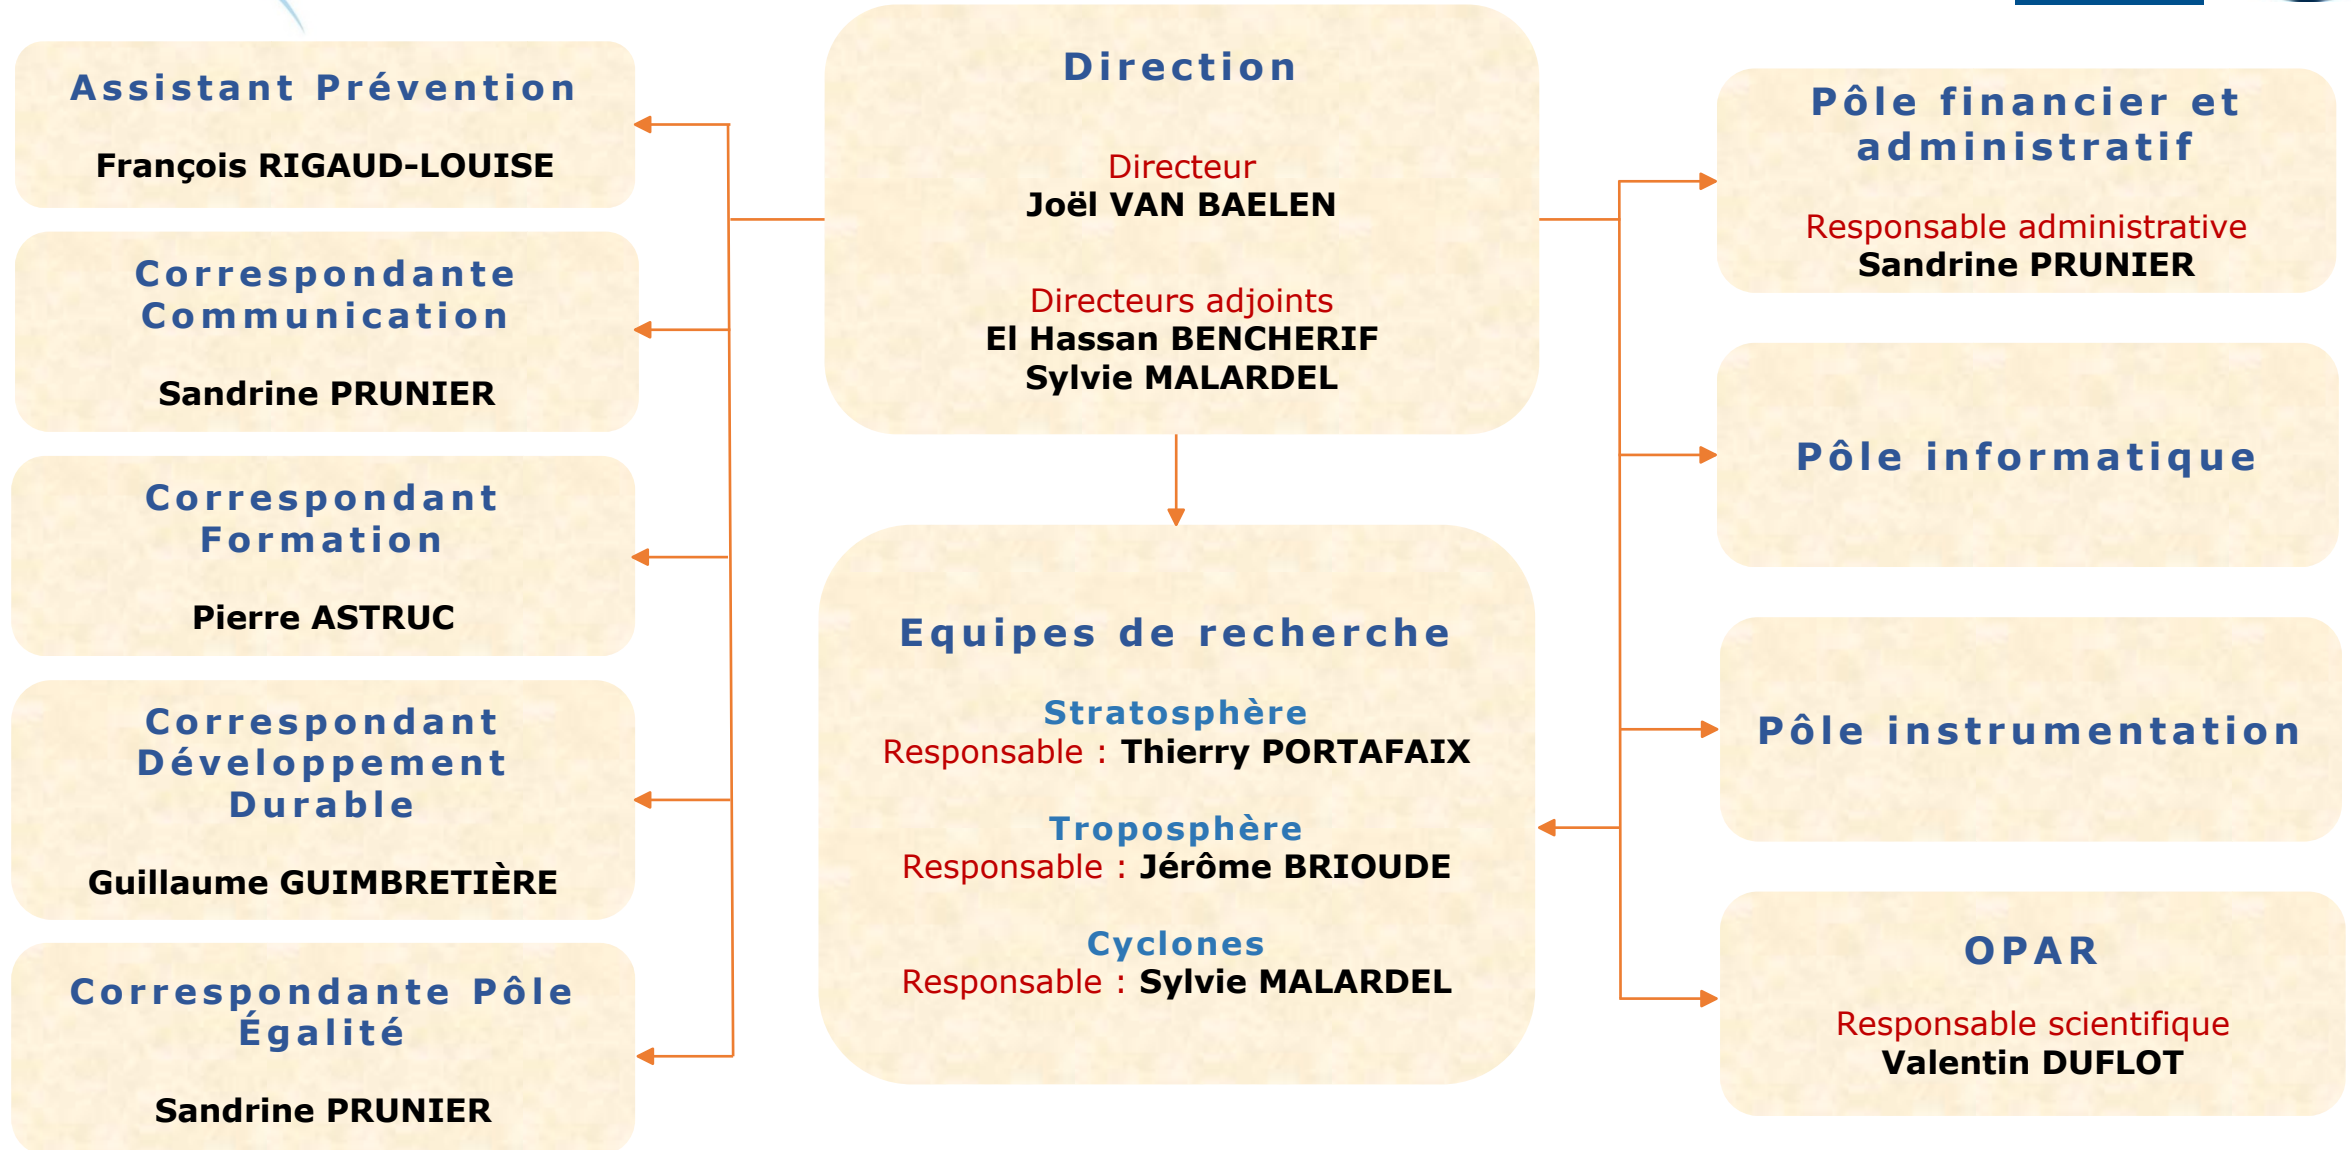 Assistant Prévention
François RIGAUD-LOUISE
Correspondante
Communication
Sandrine PRUNIER
Correspondant
Formation
Pierre ASTRUC
Correspondant
Développement
Durable
Guillaume GUIMBRETIÈRE
Correspondante Pôle
Égalité
Sandrine PRUNIER
Direction
Directeur
Joël VAN BAELEN
Directeurs adjoints
El Hassan BENCHERIF
Sylvie MALARDEL
Equipes de recherche
Stratosphère
Responsable : Thierry PORTAFAIX
Troposphère
Responsable : Jérôme BRIOUDE
Cyclones
Responsable : Sylvie MALARDEL
Pôle financier et
administratif
Responsable administrative
Sandrine PRUNIER
Pôle informatique
Pôle instrumentation
OPAR
Responsable scientifique
Valentin DUFLOT